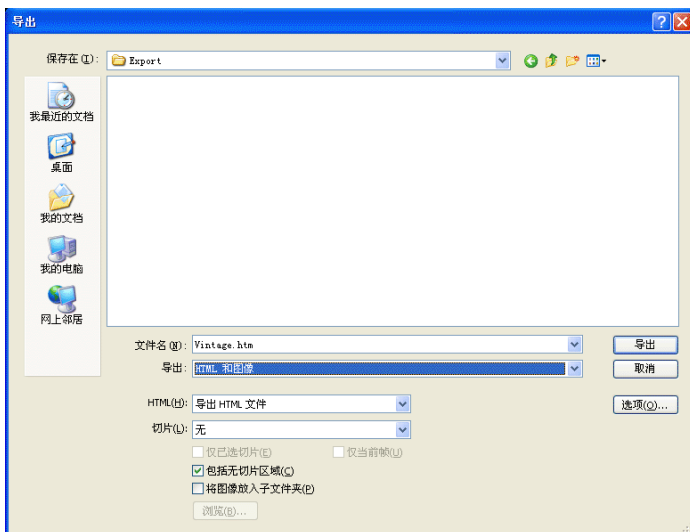 导出
保存在(I):
Export
我最近的文档
桌面
我的文档
我的电脑
网上邻居
文件名(N): Vintage.htm
导出
导出: HTML 和图像
取消
HTML(H): 导出 HTML 文件
选项(O)...
切片(L): 无
仅已选切片(E) 仅当前帧(U)
包括无切片区域(C)
将图像放入子文件夹(P)
浏览(B)...